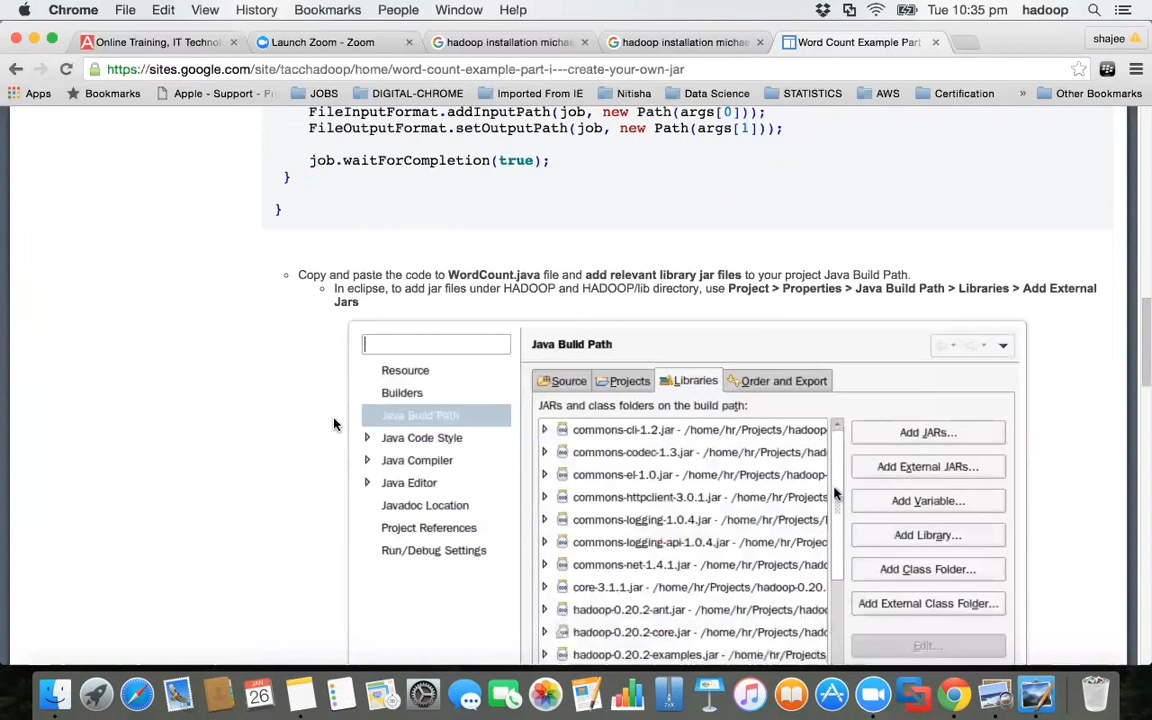 Chrome File Edit View History Bookmarks People Window Help Tue 10:35 pm hadoop
Online Training, IT Technol Launch Zoom - Zoom hadoop installation micha hadoop installation micha Word Count Example Part shajee
https://sites.google.com/site/tacchadoop/home/word-count-example-part-i---create-your-own-jar
Apps Bookmarks Apple - Support - P JOBS DIGITAL-CHROME Imported From IE Nitisha Data Science STATISTICS AWS Certification » Other Bookmarks
FileInputFormat.addInputPath(job, new Path(args[0]));
FileOutputFormat.setOutputPath(job, new Path(args[1]));
job.waitForCompletion(true);
}
}
Copy and paste the code to WordCount.java file and add relevant library jar files to your project Java Build Path.
In eclipse, to add jar files under HADOOP and HADOOP/lib directory, use Project > Properties > Java Build Path > Libraries > Add External
Jars
Java Build Path
Resource
Builders
Java Build Path
Java Code Style
Java Compiler
Java Editor
Javadoc Location
Project References
Run/Debug Settings
Source Projects Libraries Order and Export
JARs and class folders on the build path:
commons-cli-1.2.jar - /home/hr/Projects/hadoop-
commons-codec-1.3.jar - /home/hr/Projects/had
commons-el-1.0.jar - /home/hr/Projects/hadoop-
commons-httpclient-3.0.1.jar - /home/hr/Projects
commons-logging-1.0.4.jar - /home/hr/Projects/
commons-logging-api-1.0.4.jar - /home/hr/Projec
commons-net-1.4.1.jar - /home/hr/Projects/hado
core-3.1.1.jar - /home/hr/Projects/hadoop-0.20.
hadoop-0.20.2-ant.jar - /home/hr/Projects/hadou
hadoop-0.20.2-core.jar - /home/hr/Projects/hado
hadoop-0.20.2-examples.jar - /home/hr/Projects
Add JARs...
Add External JARs...
Add Variable...
Add Library...
Add Class Folder...
Add External Class Folder...
Edit...
JAN
26